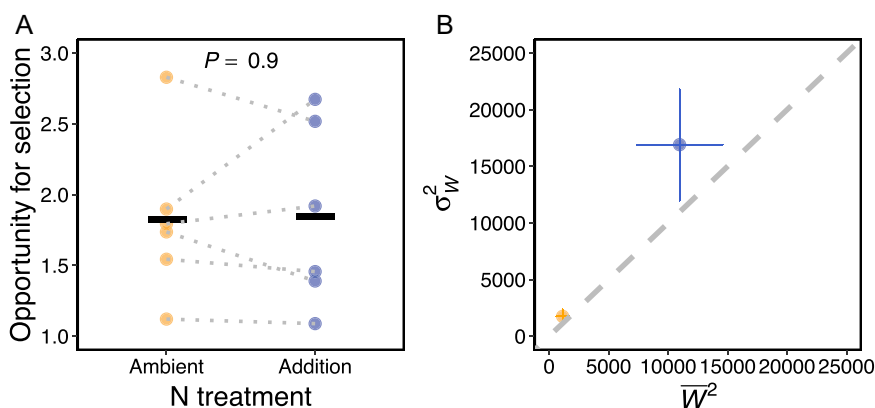 A
P = 0.9
Opportunity for selection
3.0
2.5
2.0
1.5
1.0
Ambient
Addition
N treatment
B
σ²_W
25000
20000
15000
10000
5000
0
0
5000
10000
15000
20000
25000
W̅²